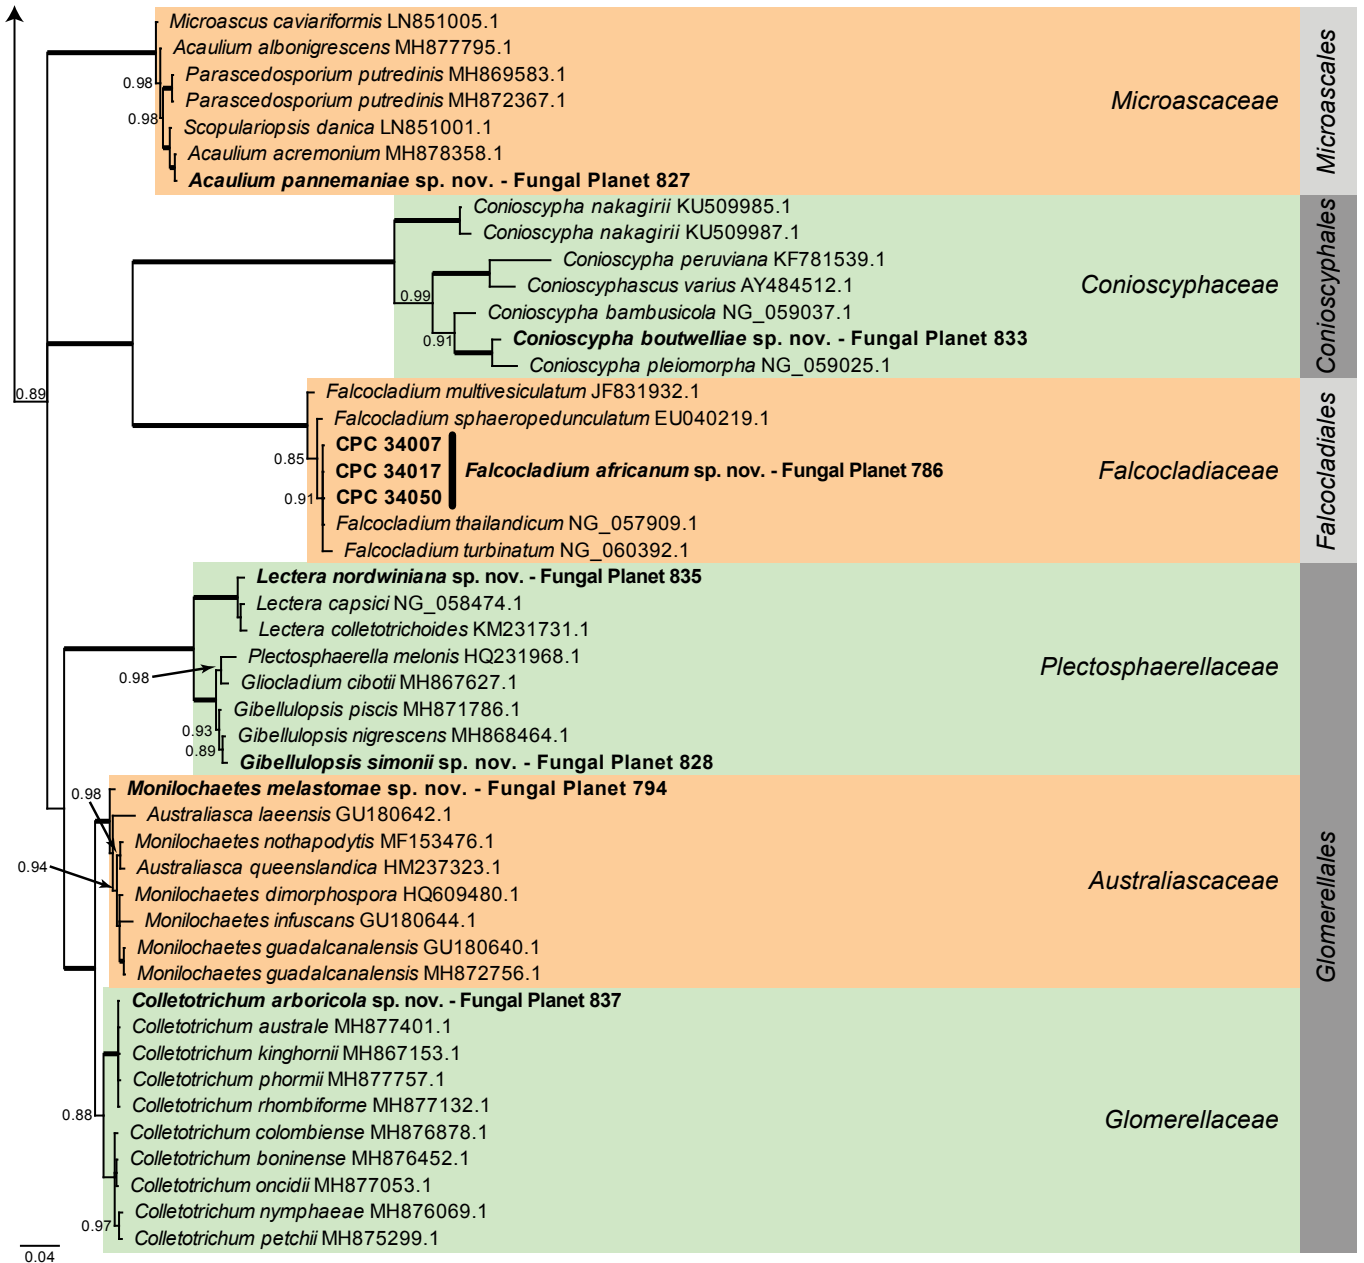 Microascus caviariformis LN851005.1
Acaulium albonigrescens MH877795.1
Parascedosporium putredinis MH869583.1
0.98
Parascedosporium putredinis MH872367.1
Microascaceae
0.98
Scopulariopsis danica LN851001.1
Acaulium acremonium MH878358.1
Acaulium pannemaniae sp. nov. - Fungal Planet 827
Microascales
Conioscypha nakagirii KU509985.1
Conioscypha nakagirii KU509987.1
Conioscypha peruviana KF781539.1
Conioscyphascus varius AY484512.1
Conioscyphaceae
0.99
Conioscypha bambusicola NG_059037.1
0.91
Conioscypha boutwelliae sp. nov. - Fungal Planet 833
Conioscypha pleiomorpha NG_059025.1
Conioscyphales
0.89
Falcocladium multivesiculatum JF831932.1
Falcocladium sphaeropedunculatum EU040219.1
CPC 34007
0.85
CPC 34017
Falcocladium africanum sp. nov. - Fungal Planet 786
Falcocladiaceae
0.91
CPC 34050
Falcocladium thailandicum NG_057909.1
Falcocladium turbinatum NG_060392.1
Falcocladiales
Lectera nordwiniana sp. nov. - Fungal Planet 835
Lectera capsici NG_058474.1
Lectera colletotrichoides KM231731.1
Plectosphaerella melonis HQ231968.1
Plectosphaerellaceae
0.98
Gliocladium cibotii MH867627.1
Gibellulopsis piscis MH871786.1
0.93
Gibellulopsis nigrescens MH868464.1
0.89
Gibellulopsis simonii sp. nov. - Fungal Planet 828
Monilochaetes melastomae sp. nov. - Fungal Planet 794
0.98
Australiasca laeensis GU180642.1
Monilochaetes nothapodytis MF153476.1
0.94
Australiasca queenslandica HM237323.1
Monilochaetes dimorphospora HQ609480.1
Australiascaceae
Monilochaetes infuscans GU180644.1
Monilochaetes guadalcanalensis GU180640.1
Monilochaetes guadalcanalensis MH872756.1
Glomerellales
Colletotrichum arboricola sp. nov. - Fungal Planet 837
Colletotrichum australe MH877401.1
Colletotrichum kinghornii MH867153.1
Colletotrichum phormii MH877757.1
Colletotrichum rhombiforme MH877132.1
0.88
Glomerellaceae
Colletotrichum colombiense MH876878.1
Colletotrichum boninense MH876452.1
Colletotrichum oncidii MH877053.1
Colletotrichum nymphaeae MH876069.1
0.97
Colletotrichum petchii MH875299.1
0.04